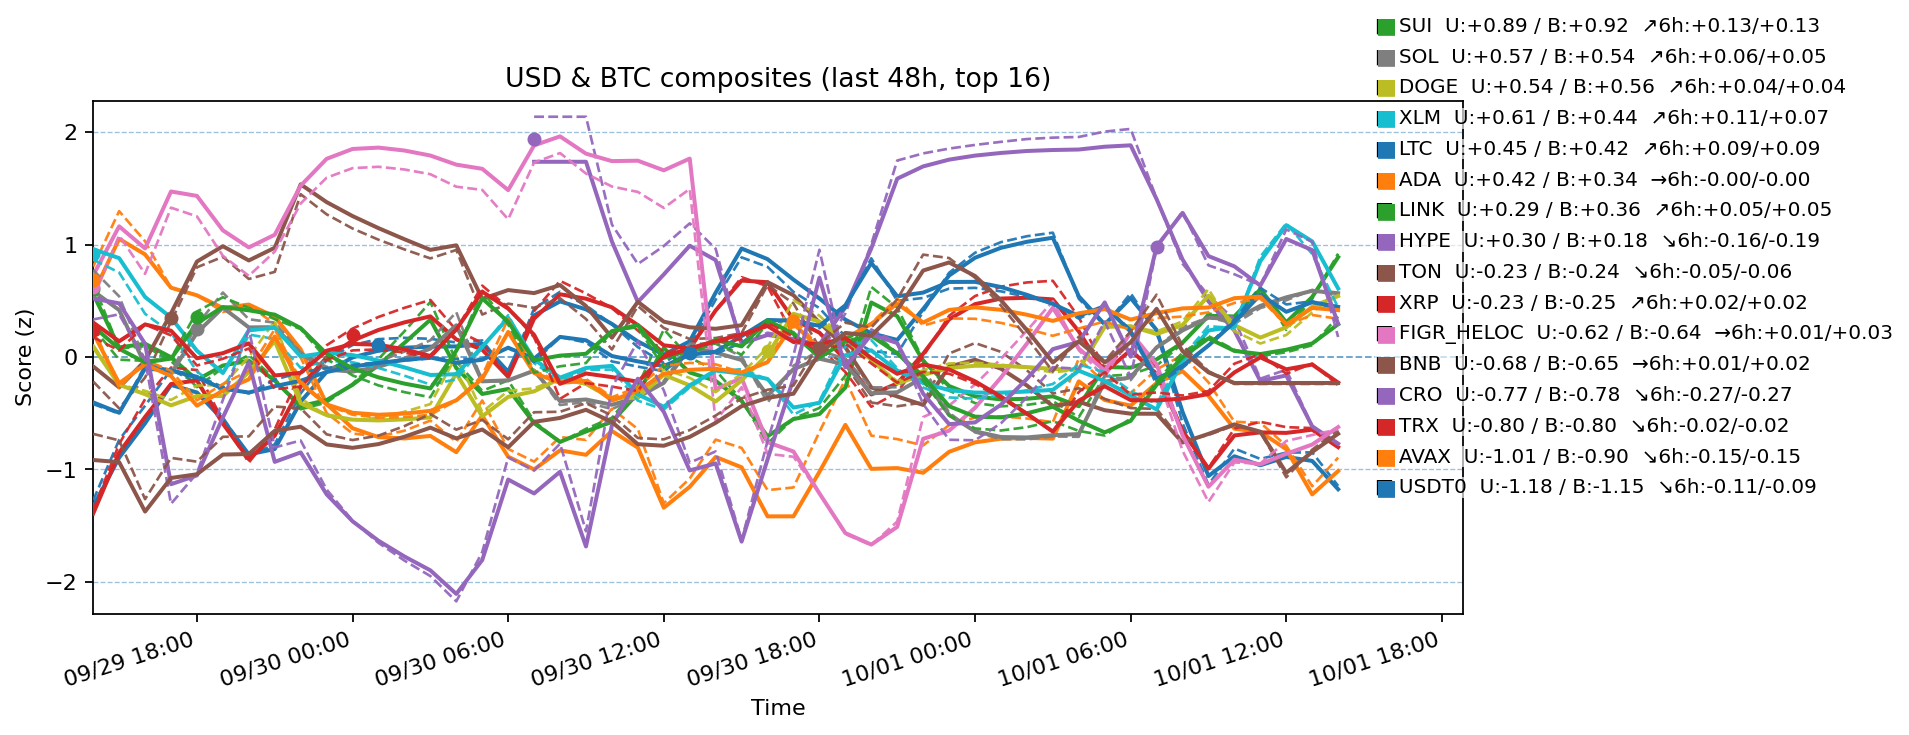 SUI U:+0.89 / B:+0.92 ↗6h:+0.13/+0.13
SOL U:+0.57 / B:+0.54 ↗6h:+0.06/+0.05
USD & BTC composites (last 48h, top 16)
DOGE U:+0.54 / B:+0.56 ↗6h:+0.04/+0.04
XLM U:+0.61 / B:+0.44 ↗6h:+0.11/+0.07
LTC U:+0.45 / B:+0.42 ↗6h:+0.09/+0.09
ADA U:+0.42 / B:+0.34 →6h:-0.00/-0.00
LINK U:+0.29 / B:+0.36 ↗6h:+0.05/+0.05
HYPE U:+0.30 / B:+0.18 ↘6h:-0.16/-0.19
TON U:-0.23 / B:-0.24 ↘6h:-0.05/-0.06
XRP U:-0.23 / B:-0.25 ↗6h:+0.02/+0.02
FIGR_HELOC U:-0.62 / B:-0.64 →6h:+0.01/+0.03
BNB U:-0.68 / B:-0.65 →6h:+0.01/+0.02
CRO U:-0.77 / B:-0.78 ↘6h:-0.27/-0.27
TRX U:-0.80 / B:-0.80 ↘6h:-0.02/-0.02
AVAX U:-1.01 / B:-0.90 ↘6h:-0.15/-0.15
USDT0 U:-1.18 / B:-1.15 ↘6h:-0.11/-0.09
Score (z)
2
1
0
−1
−2
09/29 18:00
09/30 00:00
09/30 06:00
09/30 12:00
09/30 18:00
10/01 00:00
10/01 06:00
10/01 12:00
10/01 18:00
Time